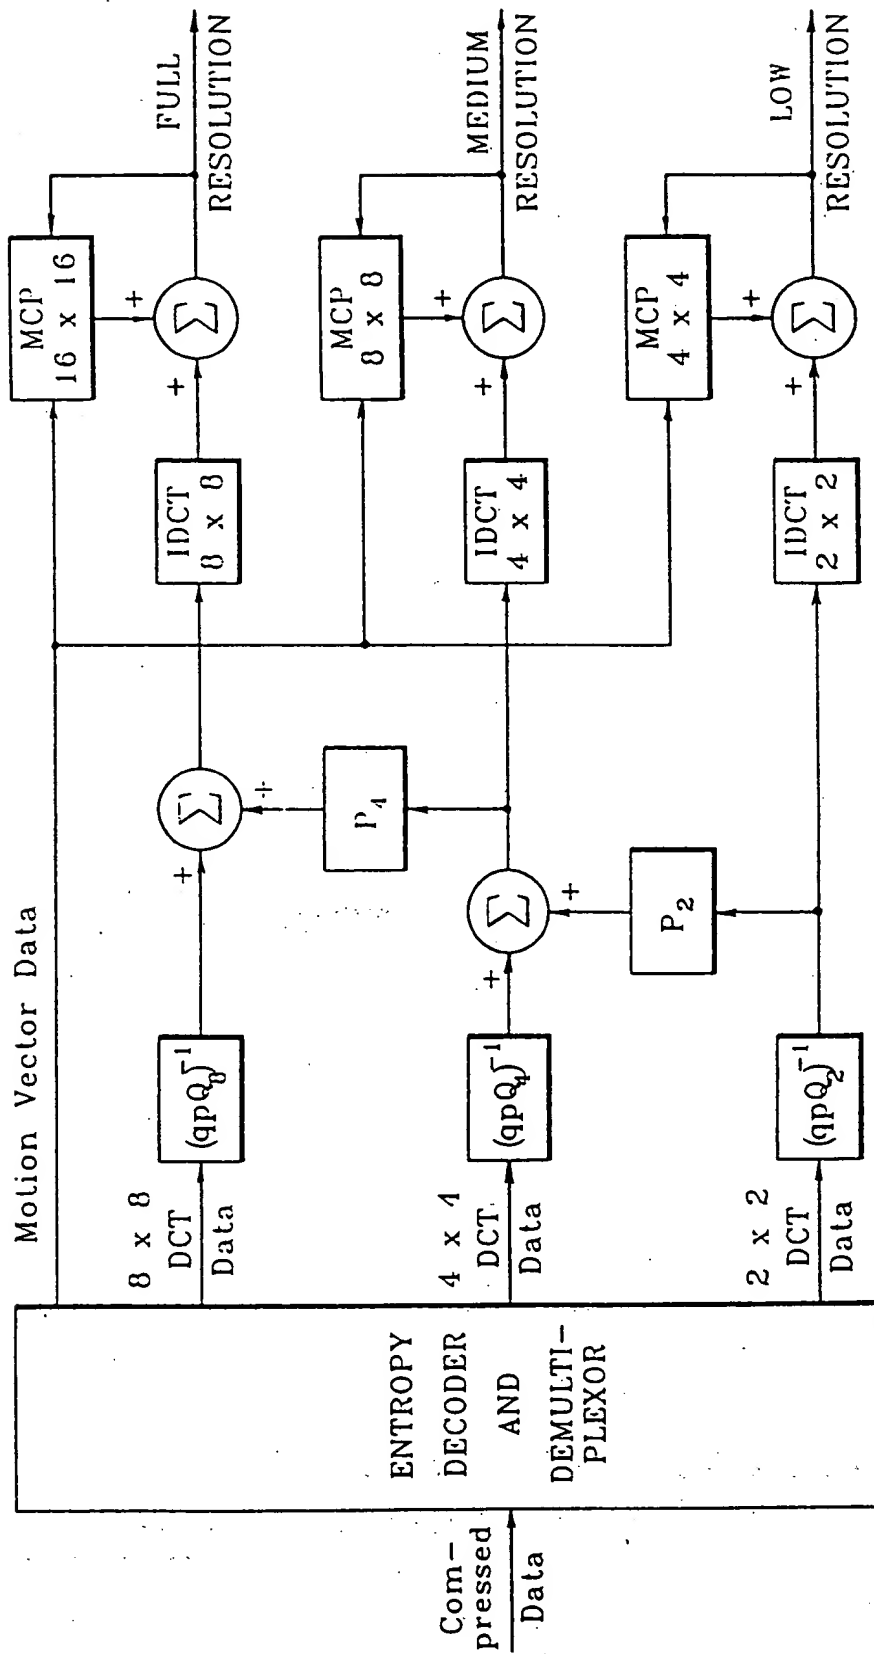 Motion Vector Data
Com-
pressed
Data
ENTROPY
DECODER
AND
DEMULTI-
PLEXOR
8 x 8
DCT
Data
(qpQ8)-1
+
Σ
+
IDCT
8 x 8
+
Σ
+
MCP
16 x 16
FULL
RESOLUTION
P4
4 x 4
DCT
Data
(qpQ4)-1
+
Σ
+
IDCT
4 x 4
+
Σ
+
MCP
8 x 8
MEDIUM
RESOLUTION
P2
2 x 2
DCT
Data
(qpQ2)-1
IDCT
2 x 2
+
Σ
+
MCP
4 x 4
LOW
RESOLUTION